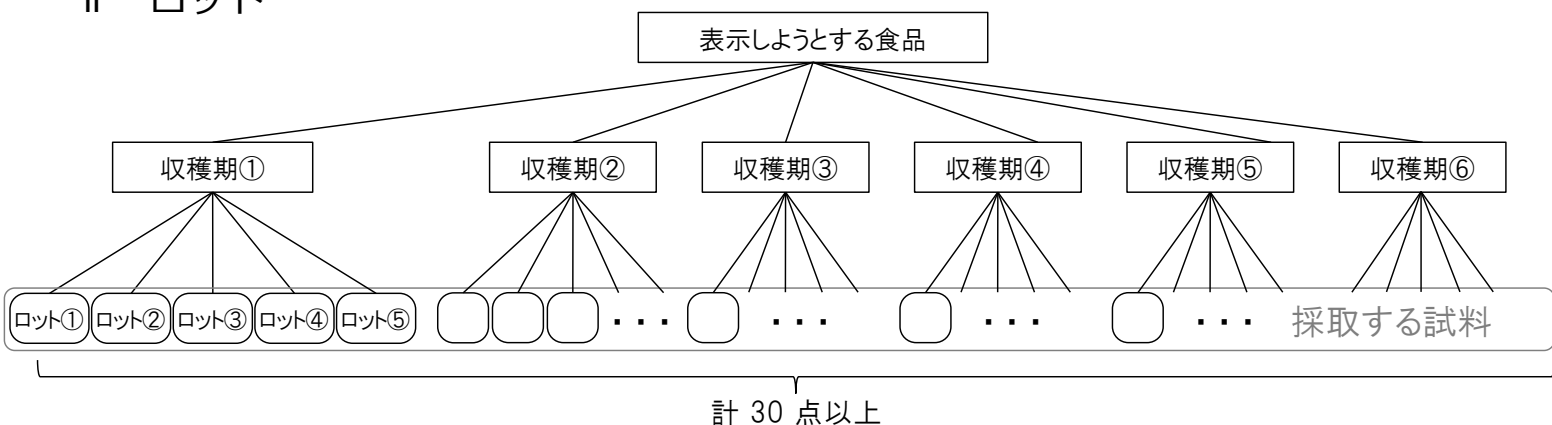 ロット
表示しようとする食品
収穫期①
収穫期②
収穫期③
収穫期④
収穫期⑤
収穫期⑥
ロット①
ロット②
ロット③
ロット④
ロット⑤
・・・
・・・
・・・
・・・
採取する試料
計 30 点以上